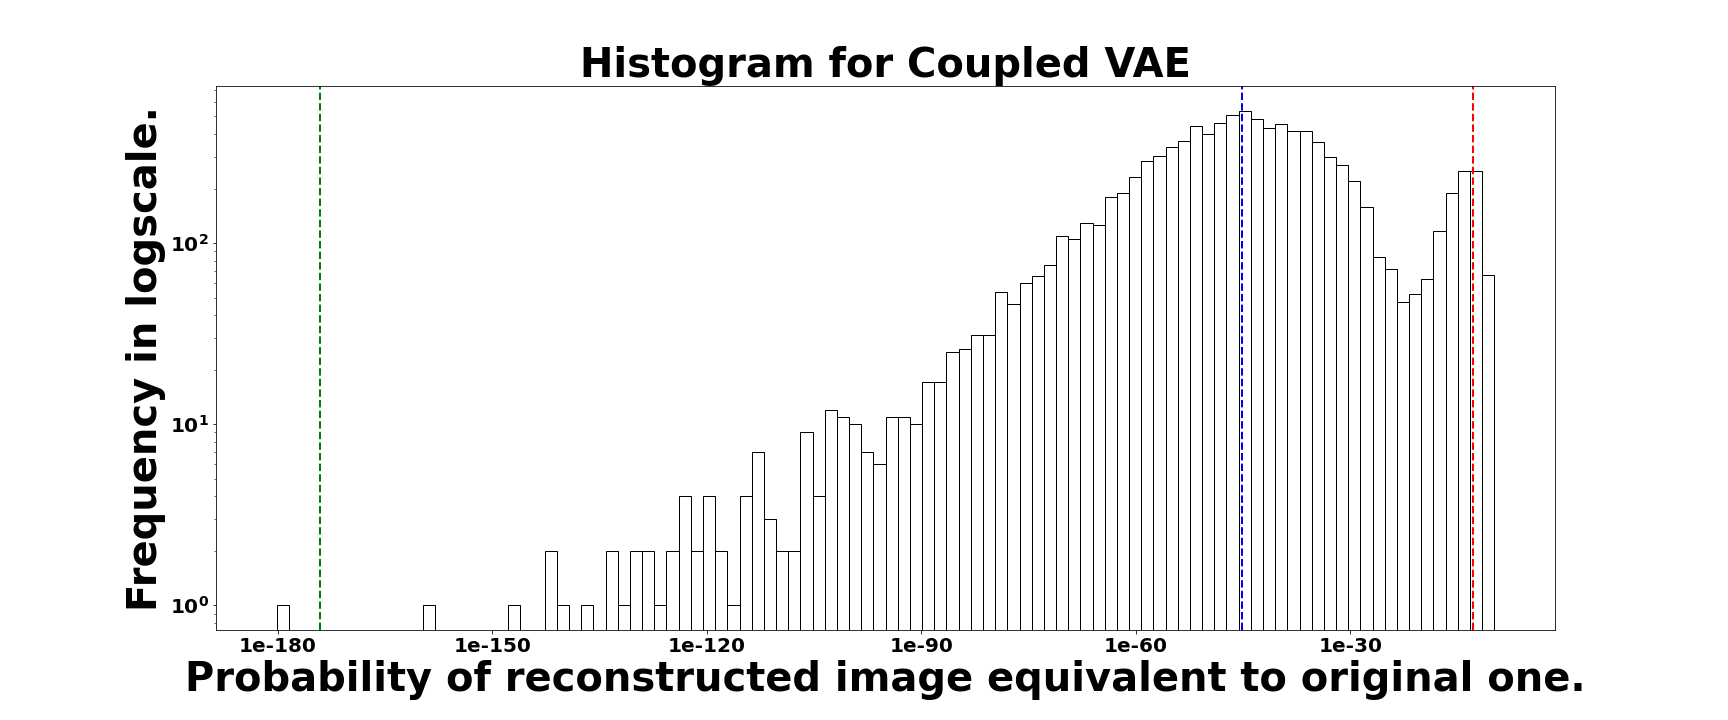 Histogram for Coupled VAE
Frequency in logscale.
10²
10¹
10⁰
1e-180 1e-150 1e-120 1e-90 1e-60 1e-30
Probability of reconstructed image equivalent to original one.